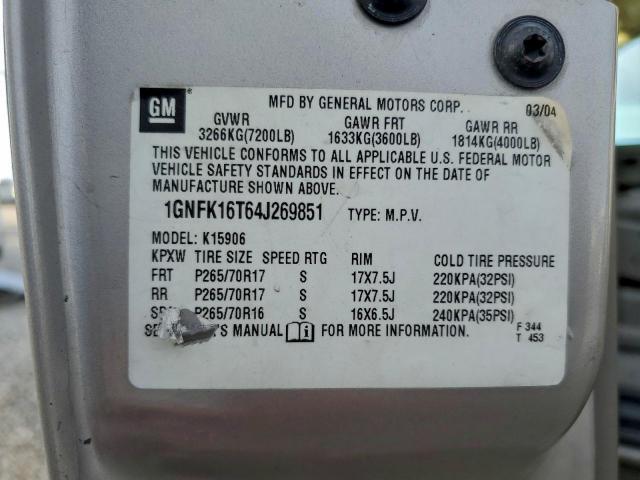 GM
MFD BY GENERAL MOTORS CORP. 03/04
GVWR GAWR FRT GAWR RR
3266KG(7200LB) 1633KG(3600LB) 1814KG(4000LB)
THIS VEHICLE CONFORMS TO ALL APPLICABLE U.S. FEDERAL MOTOR
VEHICLE SAFETY STANDARDS IN EFFECT ON THE DATE OF
MANUFACTURE SHOWN ABOVE.
1GNFK16T64J269851 TYPE: M.P.V.
MODEL: K15906
KPXW TIRE SIZE SPEED RTG RIM COLD TIRE PRESSURE
FRT P265/70R17 S 17X7.5J 220KPA(32PSI)
RR P265/70R17 S 17X7.5J 220KPA(32PSI)
P265/70R16 S 16X6.5J 240KPA(35PSI)
MANUAL FOR MORE INFORMATION.
F 344
T 453